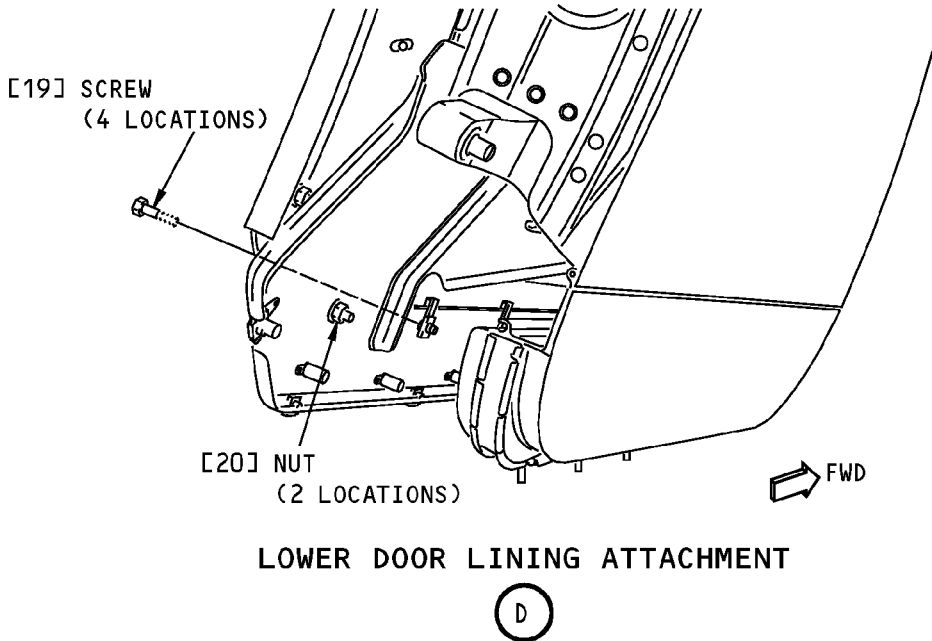 [19] SCREW
(4 LOCATIONS)
[20] NUT
(2 LOCATIONS)
FWD
LOWER DOOR LINING ATTACHMENT
D